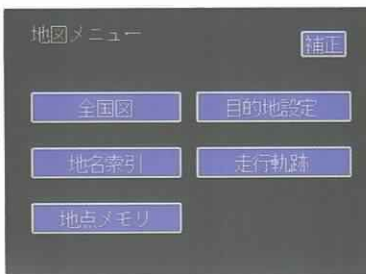 地図メニュー
補正
全国図 目的地設定
地名索引 走行軌跡
地点メモリ